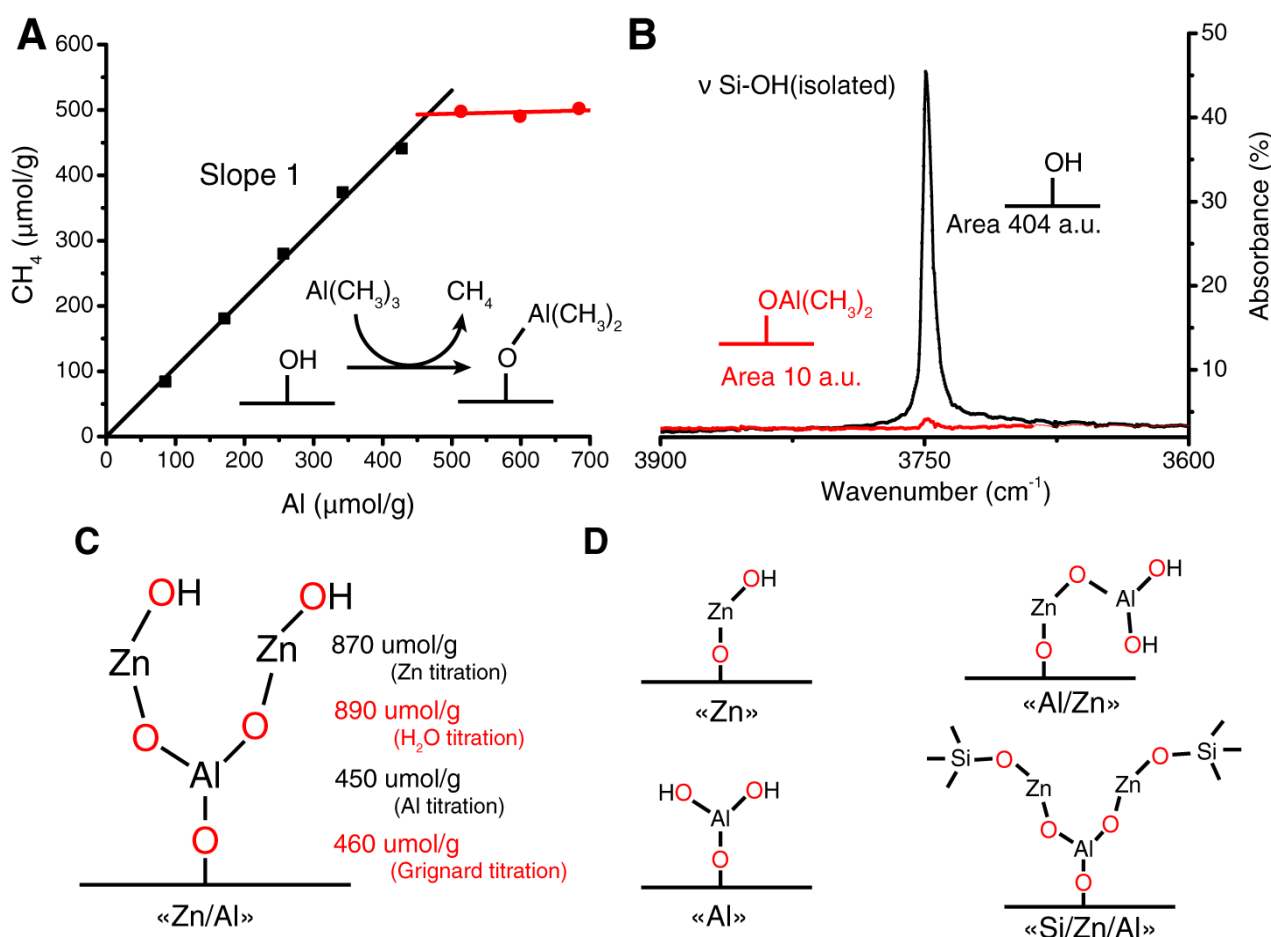 A
600
500
400
300
200
100
0
CH₄ (μmol/g)
Slope 1
Al(CH₃)₃
CH₄
Al(CH₃)₂
OH
O
0 100 200 300 400 500 600 700
Al (μmol/g)
B
ν Si-OH(isolated)
OH
Area 404 a.u.
OAl(CH₃)₂
Area 10 a.u.
50
40
30
20
10
Absorbance (%)
3900 3750 3600
Wavenumber (cm⁻¹)
C
OH OH
Zn Zn
O O
Al
O
870 umol/g
(Zn titration)
890 umol/g
(H₂O titration)
450 umol/g
(Al titration)
460 umol/g
(Grignard titration)
«Zn/Al»
D
OH
Zn
O
«Zn»
O OH
Zn Al
O OH
«Al/Zn»
HO OH
Al
O
«Al»
Si O O Si
Zn Zn
O O
Al
O
«Si/Zn/Al»